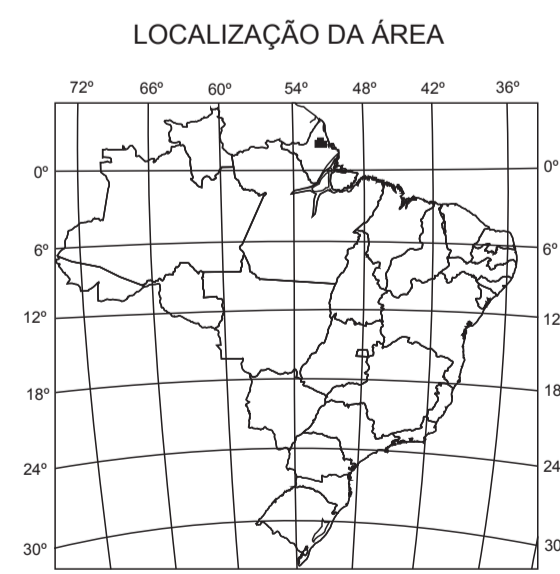 LOCALIZAÇÃO DA ÁREA
72º 66º 60º 54º 48º 42º 36º
0º 0º
6º 6º
12º 12
18º 18
24º 24
30º 30